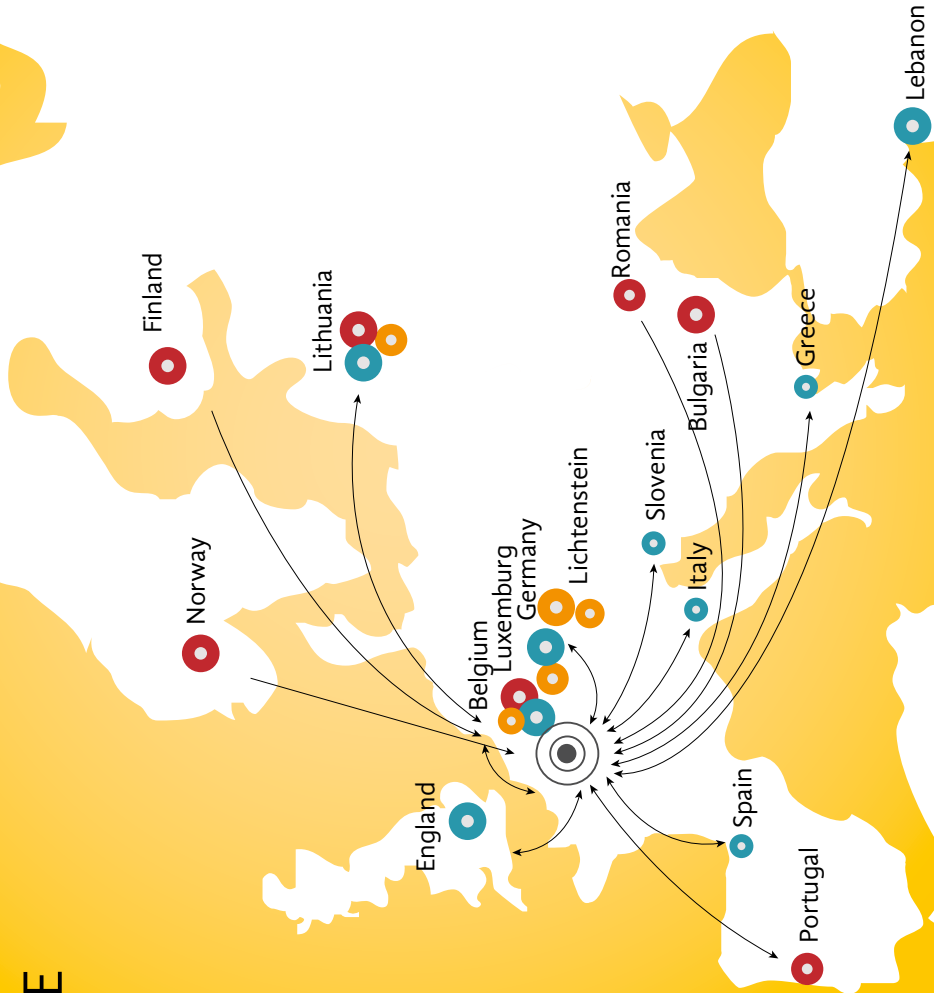 E
Finland
Norway
Lithuania
England
Belgium
Luxemburg
Germany
Lichtenstein
Slovenia
Romania
Bulgaria
Italy
Spain
Portugal
Greece
Lebanon